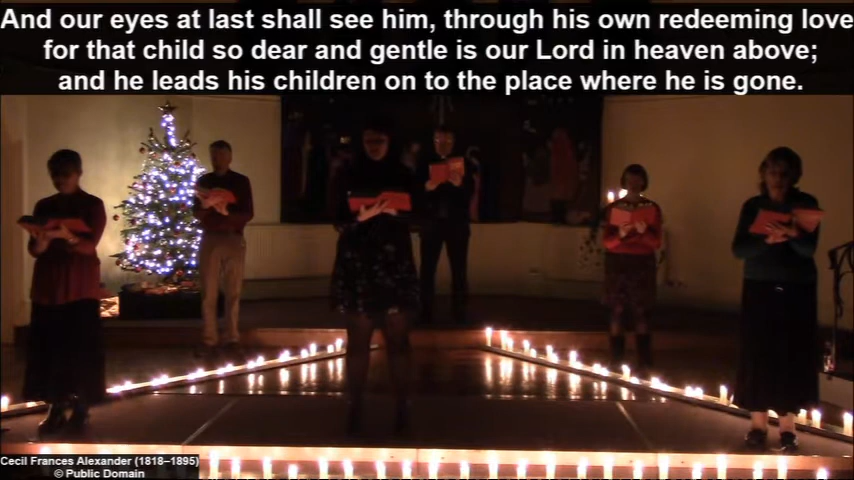 And our eyes at last shall see him, through his own redeeming love
for that child so dear and gentle is our Lord in heaven above;
and he leads his children on to the place where he is gone.
Cecil Frances Alexander (1818–1895)
© Public Domain